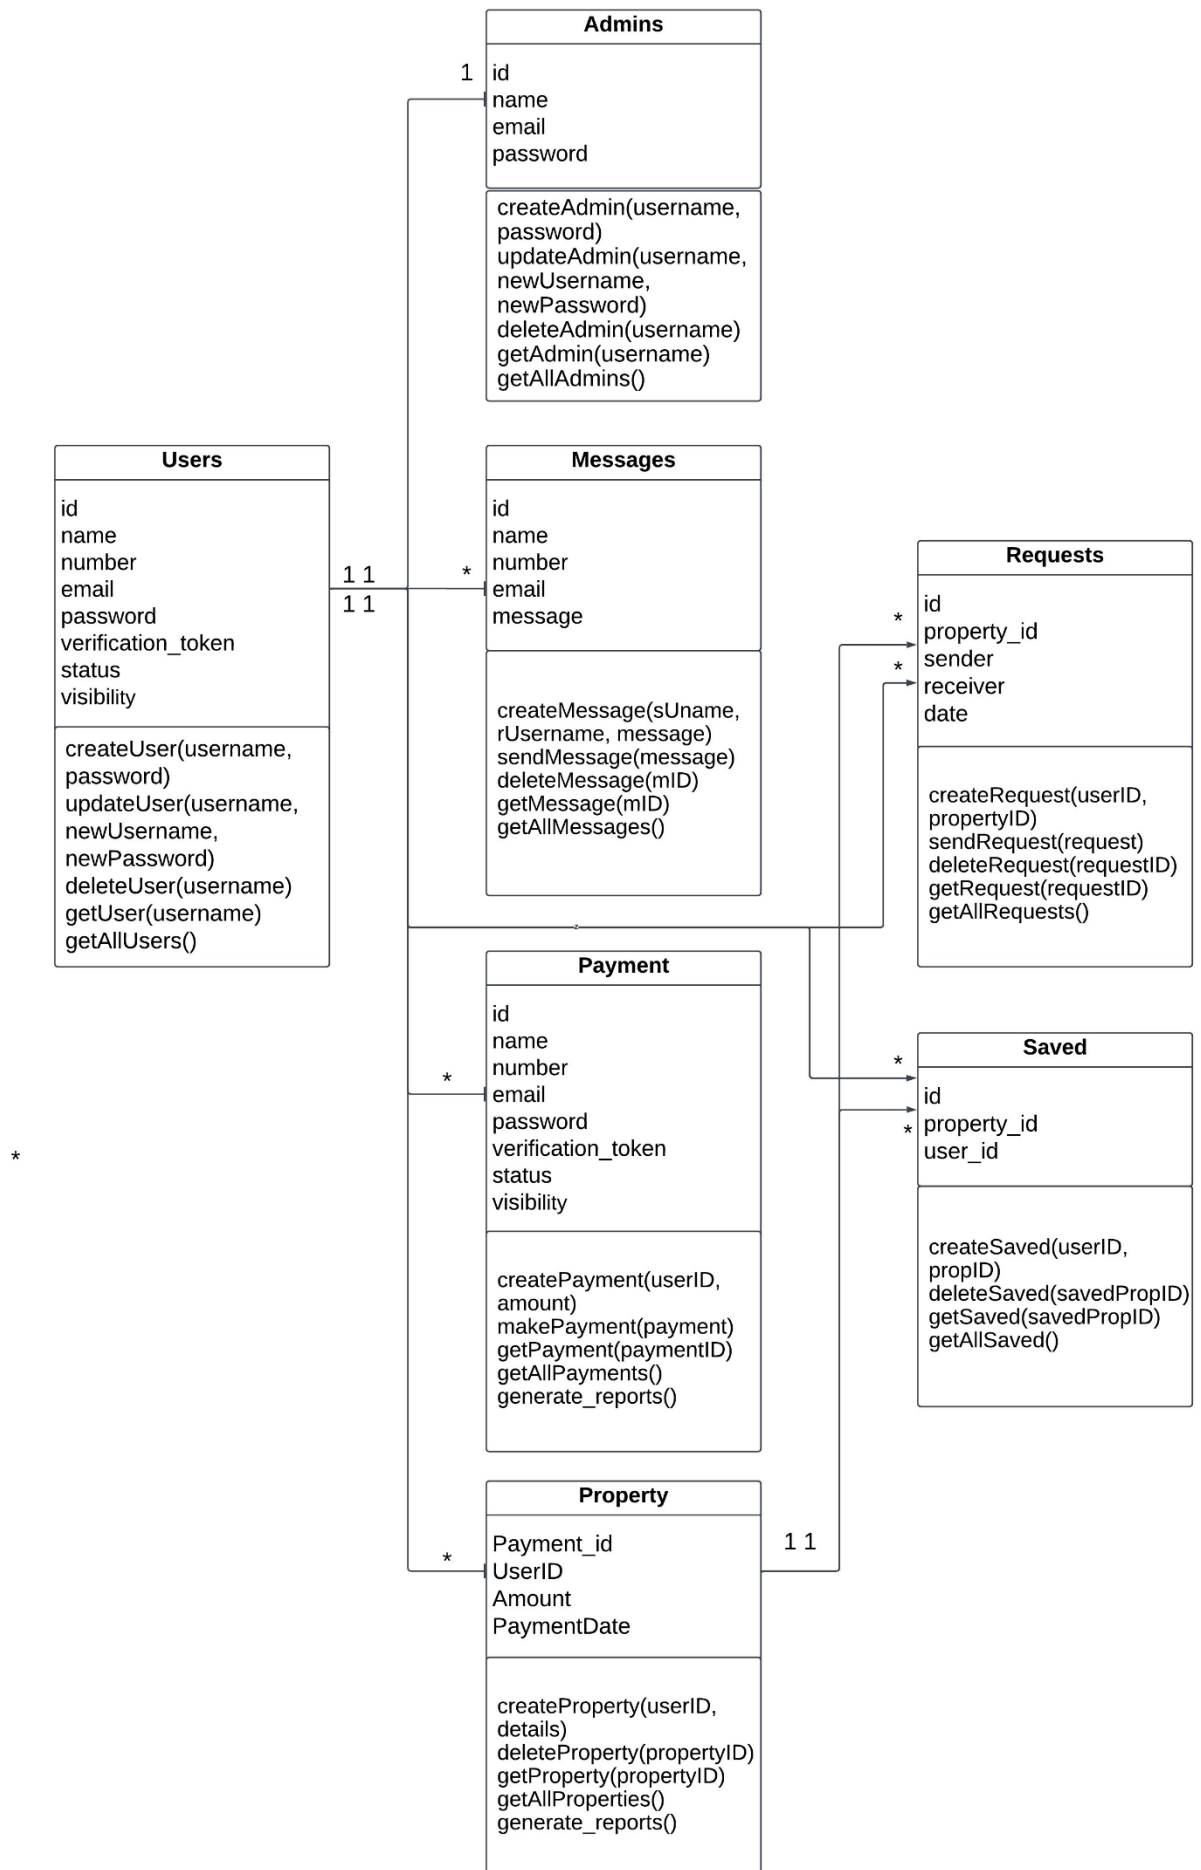 Admins
1
id
name
email
password
createAdmin(username,
password)
updateAdmin(username,
newUsername,
newPassword)
deleteAdmin(username)
getAdmin(username)
getAllAdmins()
Users
id
name
number
email
password
verification_token
status
visibility
createUser(username,
password)
updateUser(username,
newUsername,
newPassword)
deleteUser(username)
getUser(username)
getAllUsers()
1 1
1 1
Messages
*
id
name
number
email
message
createMessage(sUname,
rUsername, message)
sendMessage(message)
deleteMessage(mID)
getMessage(mID)
getAllMessages()
Requests
*
*
id
property_id
sender
receiver
date
createRequest(userID,
propertyID)
sendRequest(request)
deleteRequest(requestID)
getRequest(requestID)
getAllRequests()
Payment
*
id
name
number
email
password
verification_token
status
visibility
createPayment(userID,
amount)
makePayment(payment)
getPayment(paymentID)
getAllPayments()
generate_reports()
Saved
*
*
id
property_id
user_id
createSaved(userID,
propID)
deleteSaved(savedPropID)
getSaved(savedPropID)
getAllSaved()
*
Property
*
1 1
Payment_id
UserID
Amount
PaymentDate
createProperty(userID,
details)
deleteProperty(propertyID)
getProperty(propertyID)
getAllProperties()
generate_reports()